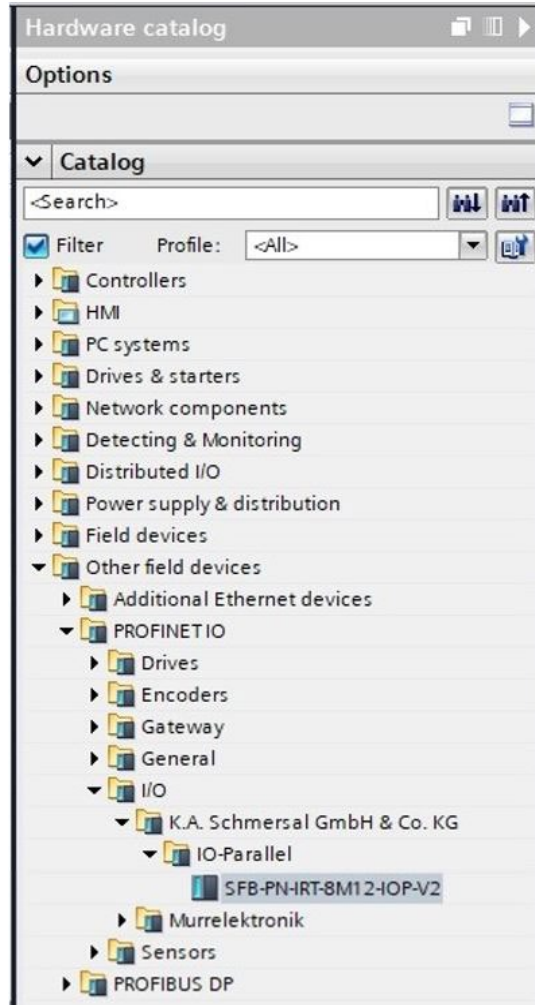 Hardware catalog
Options
Catalog
<Search>
Filter Profile: <All>
Controllers
HMI
PC systems
Drives & starters
Network components
Detecting & Monitoring
Distributed I/O
Power supply & distribution
Field devices
Other field devices
Additional Ethernet devices
PROFINET IO
Drives
Encoders
Gateway
General
I/O
K.A. Schmersal GmbH & Co. KG
IO-Parallel
SFB-PN-IRT-8M12-IOP-V2
Murrelektronik
Sensors
PROFIBUS DP